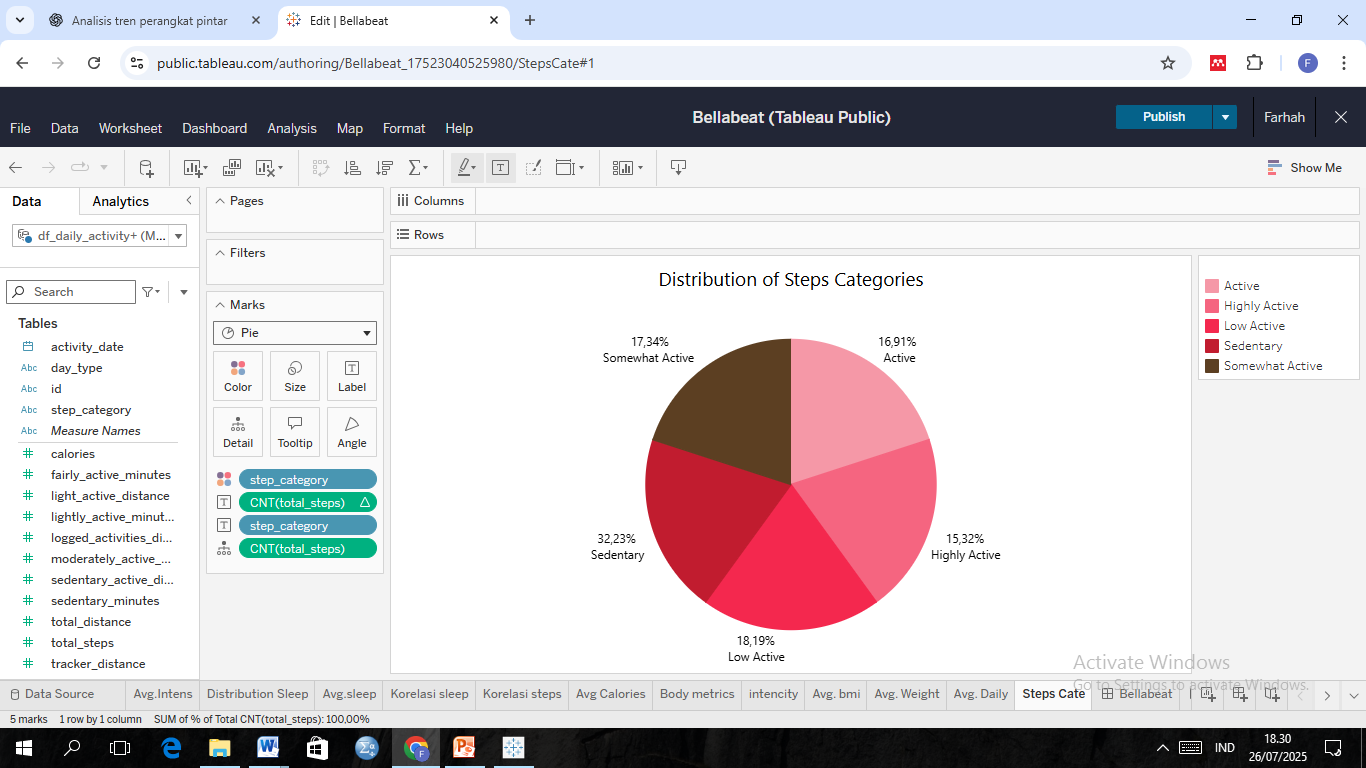 Analisis tren perangkat pintar
Edit | Bellabeat
public.tableau.com/authoring/Bellabeat_17523040525980/StepsCate#1
F
Bellabeat (Tableau Public)
Publish
Farhah
File Data Worksheet Dashboard Analysis Map Format Help
Show Me
Data Analytics
df_daily_activity+ (M...
Search
Tables
activity_date
Abc day_type
Abc id
Abc step_category
Abc Measure Names
calories
fairly_active_minutes
light_active_distance
lightly_active_minut...
logged_activities_di...
moderately_active_...
sedentary_active_di...
sedentary_minutes
total_distance
total_steps
tracker_distance
Pages
Filters
Marks
Pie
Color Size Label
Detail Tooltip Angle
step_category
CNT(total_steps)
step_category
CNT(total_steps)
Columns
Rows
Distribution of Steps Categories
17,34%
Somewhat Active
16,91%
Active
32,23%
Sedentary
15,32%
Highly Active
18,19%
Low Active
Active
Highly Active
Low Active
Sedentary
Somewhat Active
Activate Windows
Go to Settings to activate Windows.
Data Source Avg.Intens Distribution Sleep Avg.sleep Korelasi sleep Korelasi steps Avg Calories Body metrics intencity Avg. bmi Avg. Weight Avg. Daily Steps Cate Bellabeat
5 marks 1 row by 1 column SUM of % of Total CNT(total_steps): 100,00%
IND
18.30
26/07/2025